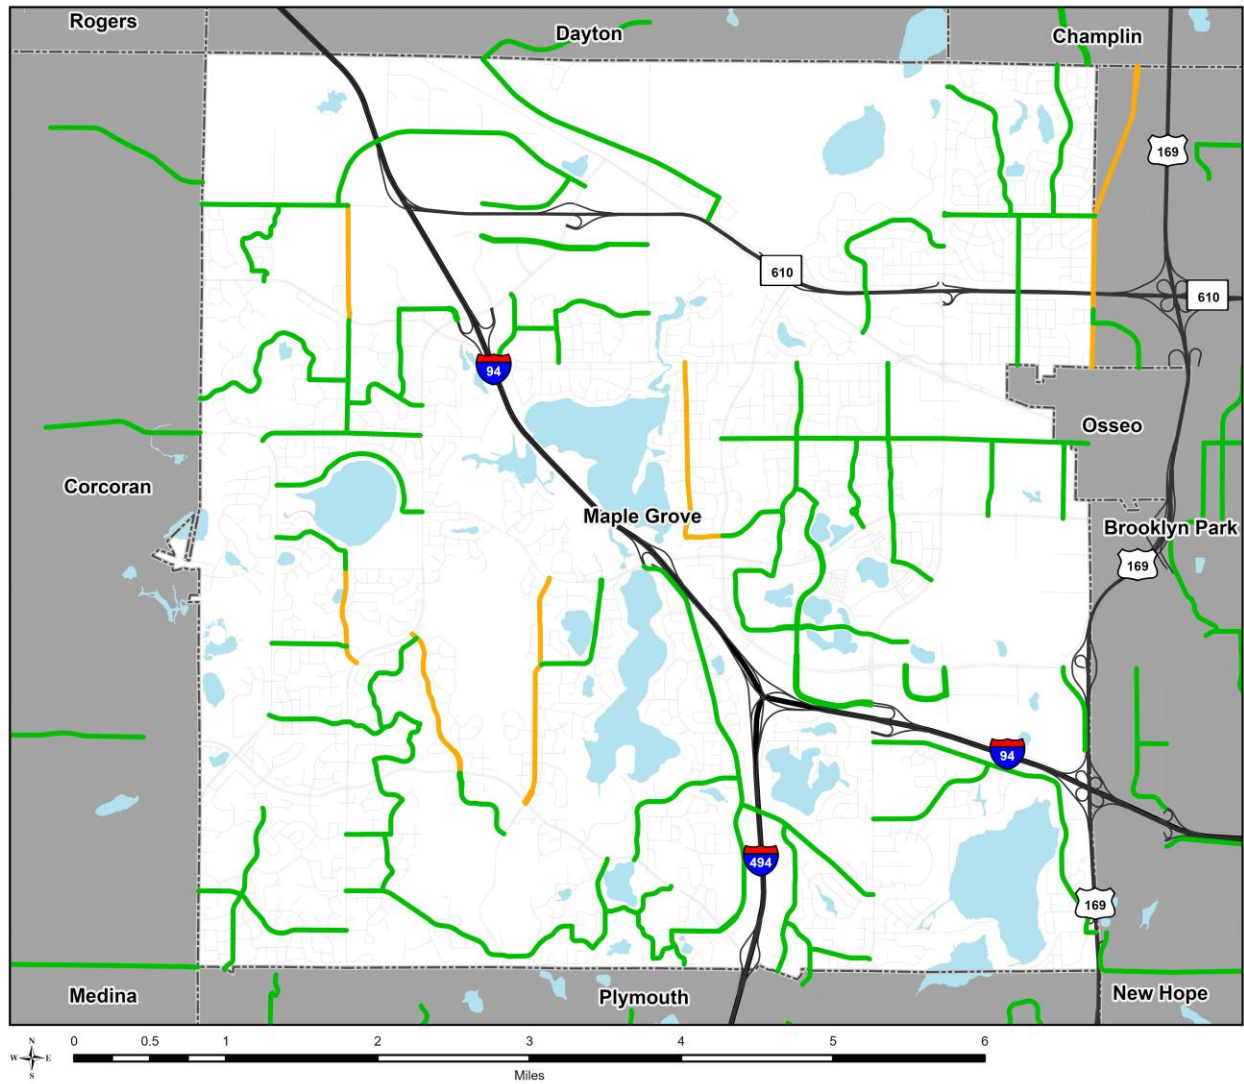 Rogers
Dayton
Champlin
169
610
610
94
Osseo
Corcoran
Maple Grove
Brooklyn Park
169
94
494
169
Medina
Plymouth
New Hope
N
W E
S
0 0.5 1 2 3 4 5 6
Miles